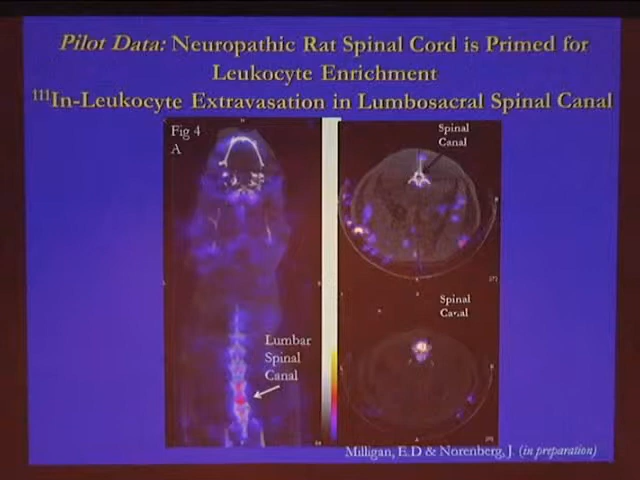 Pilot Data: Neuropathic Rat Spinal Cord is Primed for
Leukocyte Enrichment
¹¹¹In-Leukocyte Extravasation in Lumbosacral Spinal Canal
Fig 4
A
Spinal
Canal
Spinal
Canal
Lumbar
Spinal
Canal
Milligan, E.D & Norenberg, J. (in preparation)